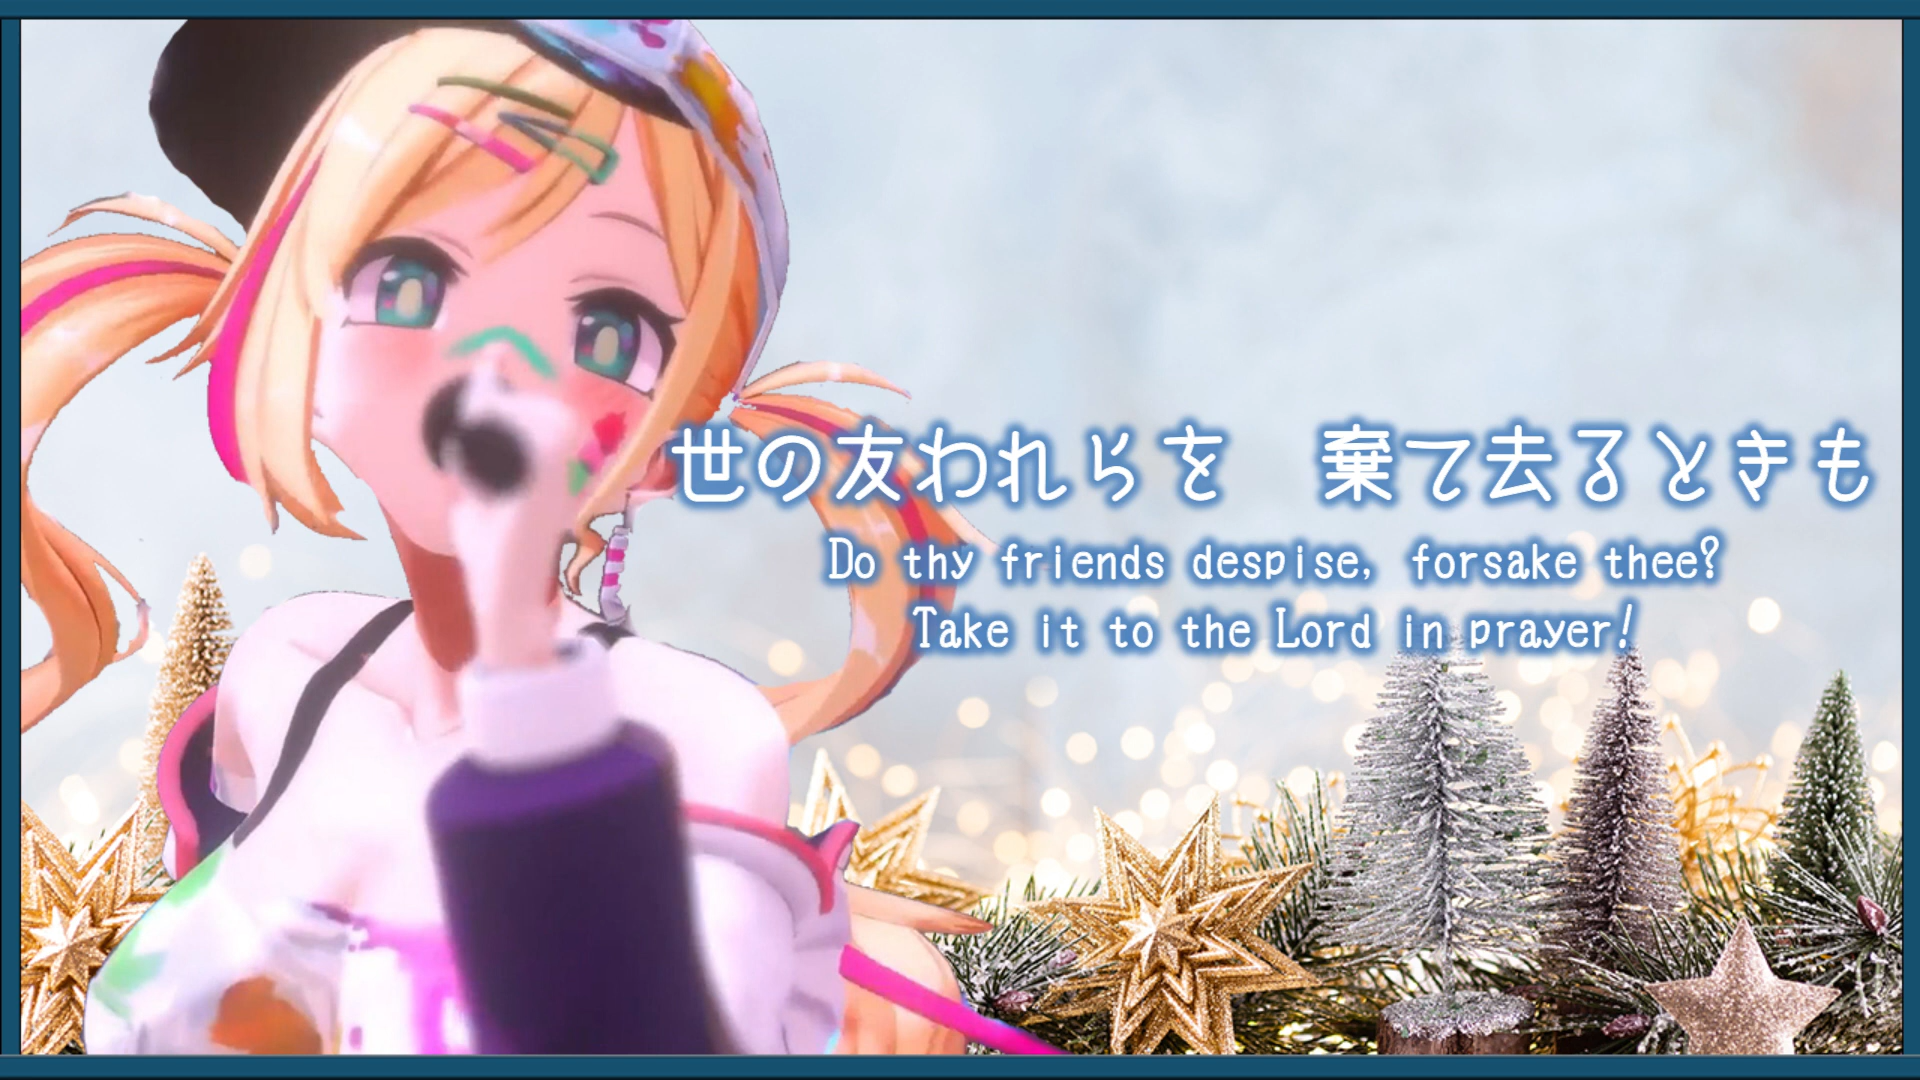 世の友われらを　棄て去るときも
Do thy friends despise, forsake thee?
Take it to the Lord in prayer!